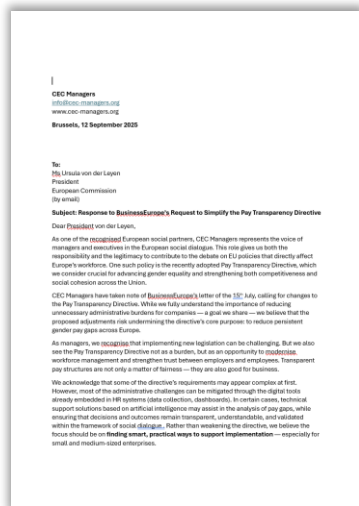 CEC Managers
info@cec-managers.org
www.cec-managers.org
Brussels, 12 September 2025
To:
Ms Ursula von der Leyen
President
European Commission
(by email)
Subject: Response to BusinessEurope's Request to Simplify the Pay Transparency Directive
Dear President von der Leyen,
As one of the recognised European social partners, CEC Managers represents the voice of
managers and executives in the European social dialogue. This role gives us both the
responsibility and the legitimacy to contribute to the debate on EU policies that directly affect
Europe's workforce. One such policy is the recently adopted Pay Transparency Directive, which
we consider crucial for advancing gender equality and strengthening both competitiveness and
social cohesion across the Union.
CEC Managers have taken note of BusinessEurope's letter of the 15th July, calling for changes to
the Pay Transparency Directive. While we fully understand the importance of reducing
unnecessary administrative burdens for companies — a goal we share — we believe that the
proposed adjustments risk undermining the directive's core purpose: to reduce persistent
gender pay gaps across Europe.
As managers, we recognise that implementing new legislation can be challenging. But we also
see the Pay Transparency Directive not as a burden, but as an opportunity to modernise
workforce management and strengthen trust between employers and employees. Transparent
pay structures are not only a matter of fairness — they are also good for business.
We acknowledge that some of the directive's requirements may appear complex at first.
However, most of the administrative challenges can be mitigated through the digital tools
already embedded in HR systems (data collection, dashboards). In certain cases, technical
support solutions based on artificial intelligence may assist in the analysis of pay gaps, while
ensuring that decisions and outcomes remain transparent, understandable, and validated
within the framework of social dialogue. Rather than weakening the directive, we believe the
focus should be on finding smart, practical ways to support implementation — especially for
small and medium-sized enterprises.